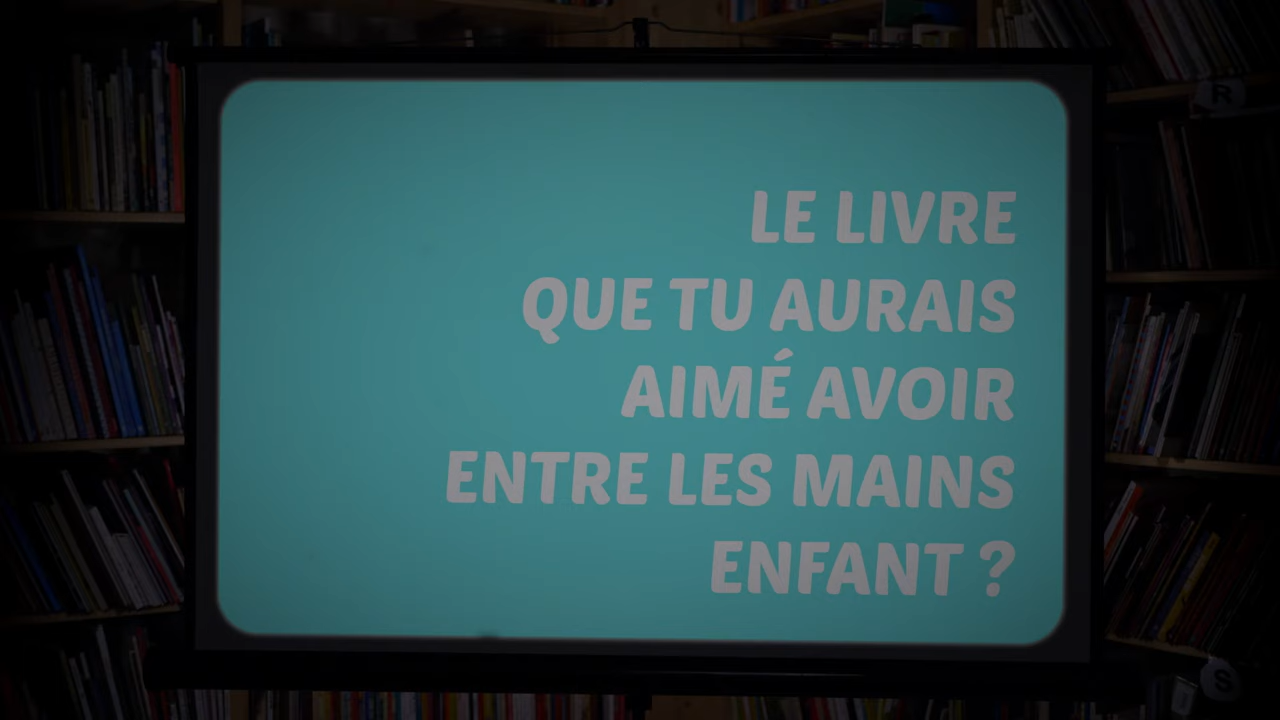 LE LIVRE
QUE TU AURAIS
AIMÉ AVOIR
ENTRE LES MAINS
ENFANT ?
R
S